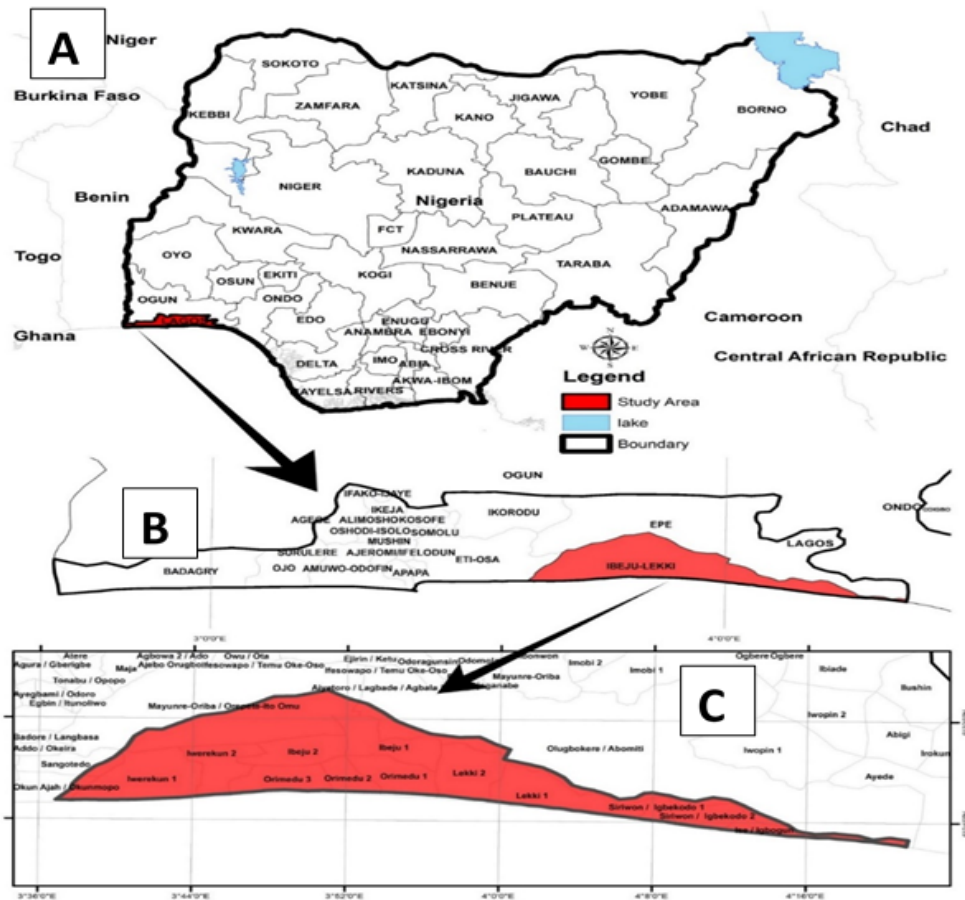 A
Niger
Burkina Faso
Benin
Togo
Ghana
Chad
Cameroon
Central African Republic
SOKOTO
KATSINA
JIGAWA
YOBE
BORNO
KEBBI
ZAMFARA
KANO
GOMBE
NIGER
KADUNA
BAUCHI
Nigeria
ADAMAWA
PLATEAU
KWARA
FCT
NASSARRAWA
TARABA
OYO
OSUN
EKITI
KOGI
BENUE
OGUN
ONDO
LAGOS
EDO
ENUGU
ANAMBRA
EBONYI
CROSS RIVER
DELTA
IMO
ABIA
AKWA-IBOM
BAYELSA
RIVERS
N
W
E
S
Legend
Study Area
lake
Boundary
B
OGUN
IFAKO-IJAYE
IKEJA
AGEGE
ALIMOSHO
KOSOFE
OSHODI-ISOLO
SOMOLU
MUSHIN
SURULERE
AJEROMI/IFELODUN
OJO
AMUWO-ODOFIN
APAPA
BADAGRY
ETI-OSA
IKORODU
EPE
IBEJU-LEKKI
LAGOS
ONDO
3°0'0"E
4°0'0"E
C
Atere
Agbowa 2 / Ado
Owu / Ota
Agura / Gberigbe
Maja
Tonabu / Opopo
Ayegbami / Odoro
Egbin / Itunoliwo
Ejirin / Ketu
Odoragunsin
Ifesowapo / Temu Oke-Oso
Mayunre-Oriba
Imobi 2
Imobi 1
Ogbere
Ogbere
Ibiade
Bushin
Iwopin 2
Abigi
Irokun
Iwopin 1
Ayede
Olugbokere / Abomiti
Badore / Langbasa
Addo / Okeira
Sangotedo
Okun Ajah / Okunmopo
Iwerekun 2
Ibeju 2
Ibeju 1
Iwerekun 1
Orimedu 3
Orimedu 2
Orimedu 1
Lekki 2
Lekki 1
Siriwon / Igbekodo 1
Siriwon / Igbekodo 2
3°36'0"E
3°44'0"E
3°52'0"E
4°0'0"E
4°8'0"E
4°16'0"E